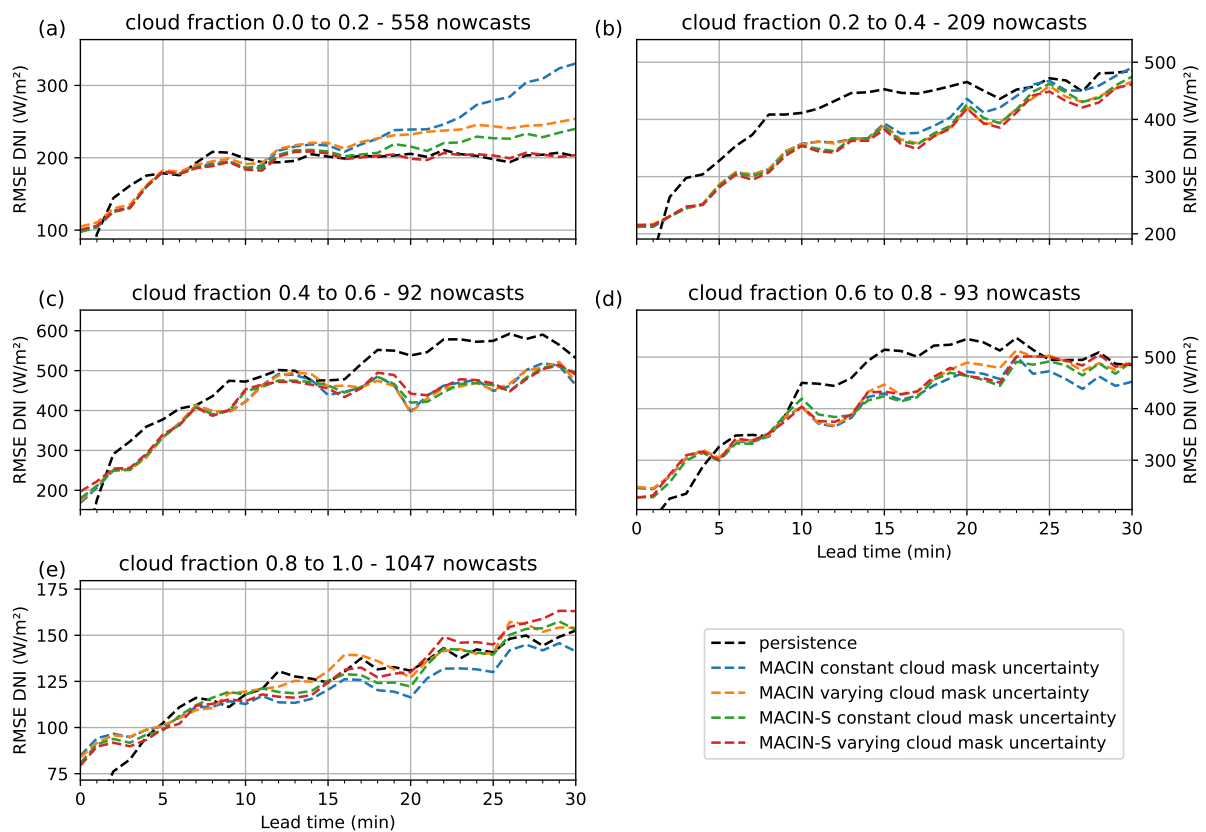 (a) cloud fraction 0.0 to 0.2 - 558 nowcasts
RMSE DNI (W/m²)
300
200
100
(b) cloud fraction 0.2 to 0.4 - 209 nowcasts
500
400
300
200
RMSE DNI (W/m²)
(c) cloud fraction 0.4 to 0.6 - 92 nowcasts
RMSE DNI (W/m²)
600
500
400
300
200
(d) cloud fraction 0.6 to 0.8 - 93 nowcasts
500
400
300
RMSE DNI (W/m²)
0 5 10 15 20 25 30
Lead time (min)
(e) cloud fraction 0.8 to 1.0 - 1047 nowcasts
RMSE DNI (W/m²)
175
150
125
100
75
0 5 10 15 20 25 30
Lead time (min)
persistence
MACIN constant cloud mask uncertainty
MACIN varying cloud mask uncertainty
MACIN-S constant cloud mask uncertainty
MACIN-S varying cloud mask uncertainty